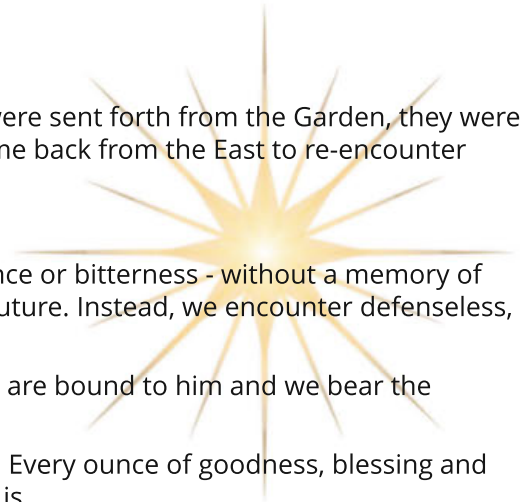 ere sent forth from the Garden, they were
me back from the East to re-encounter
nce or bitterness - without a memory of
uture. Instead, we encounter defenseless,
are bound to him and we bear the
Every ounce of goodness, blessing and
is